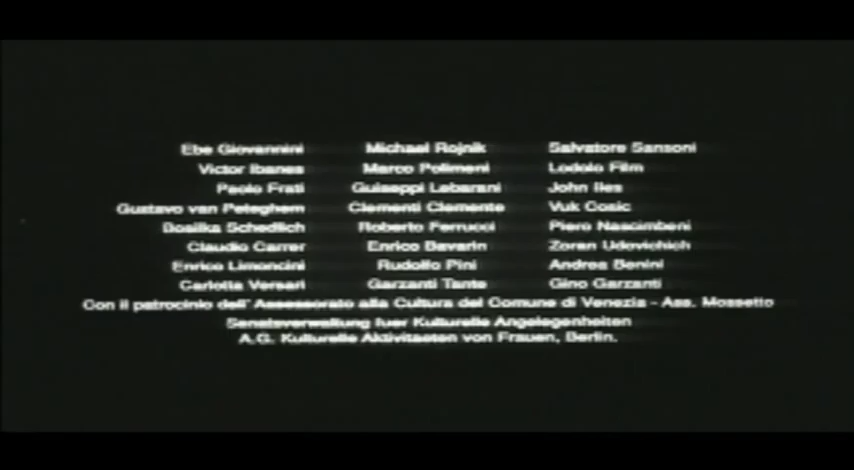 Ebe Giovannini Michael Rojnik Salvatore Sansoni
Victor Ibanes Marco Polimeni Lodolo Film
Paolo Frati Guiseppi Lebarani John Iles
Gustavo van Peteghem Clementi Clemente Vuk Cosic
Bosilka Schedlich Roberto Ferrucci Piero Nascimbeni
Claudio Carrer Enrico Bavarin Zoran Udovichich
Enrico Limoncini Rudolfo Pini Andrea Benini
Carlotta Versari Garzanti Tante Gino Garzanti
Con il patrocinio dell' Assessorato alla Cultura del Comune di Venezia - Ass. Mossetto
Senatsverwaltung fuer Kulturelle Angelegenheiten
A.G. Kulturelle Aktivitaeten von Frauen, Berlin.